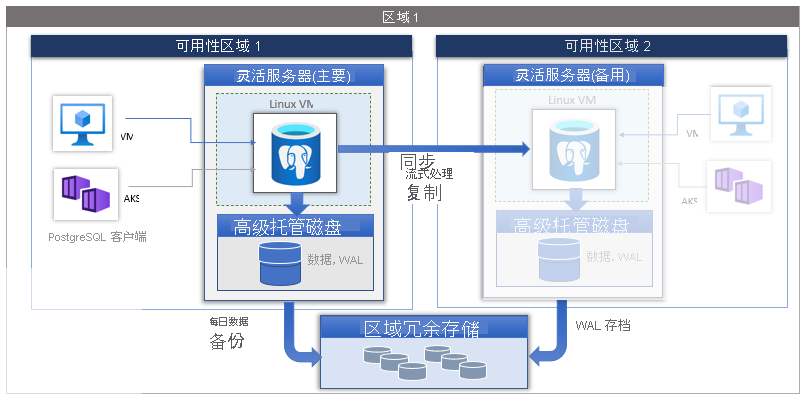 区域 1
可用性区域 1
可用性区域 2
灵活服务器(主要)
灵活服务器(备用)
Linux VM
Linux VM
VM
VM
同步
流式处理
复制
AKS
AKS
PostgreSQL 客户端
高级托管磁盘
高级托管磁盘
数据, WAL
数据, WAL
每日数据
备份
区域冗余存储
WAL 存档